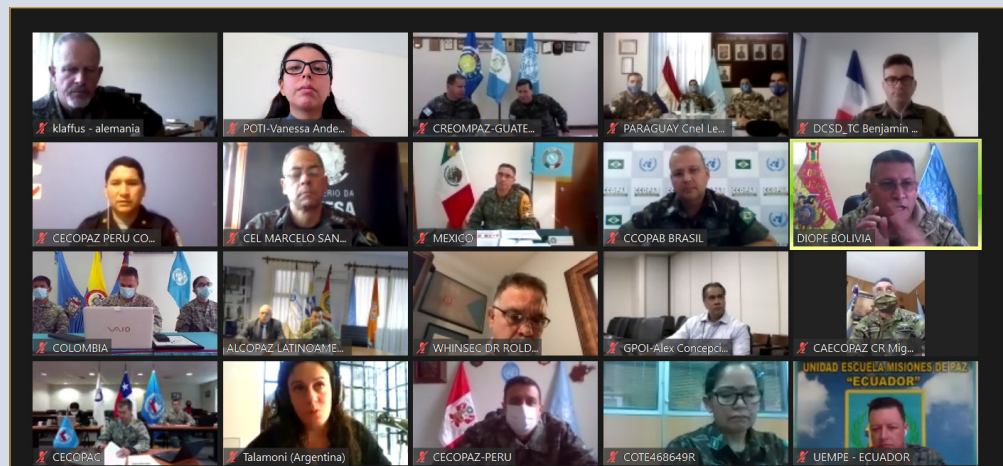 klaffus - alemania
POTI-Vanessa Ande...
CREOMPAZ-GUATE...
PARAGUAY Cnel Le...
DCSD_TC Benjamin ...
CECOPAZ PERU CO...
CEL MARCELO SAN...
MEXICO
CCOPAB
CCOPAB BRASIL
DIOPE BOLIVIA
VAIO
COLOMBIA
ALCOPAZ LATINOAME...
WHINSEC DR ROLD...
GPOI-Alex Concepci...
CAECOPAZ CR Mig...
CECOPAC
Talamoni (Argentina)
CECOPAZ-PERU
COTE468649R
UNIDAD ESCUELA MISIONES DE PAZ
“ECUADOR”
UEMPE - ECUADOR